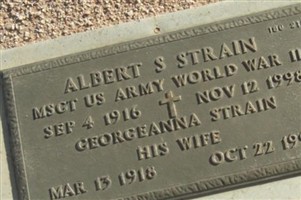 ALBERT S STRAIN
MSGT US ARMY WORLD WAR II
SEP 4 1916 NOV 12 1998
GEORGEANNA STRAIN
HIS WIFE
MAR 13 1918 OCT 22 199